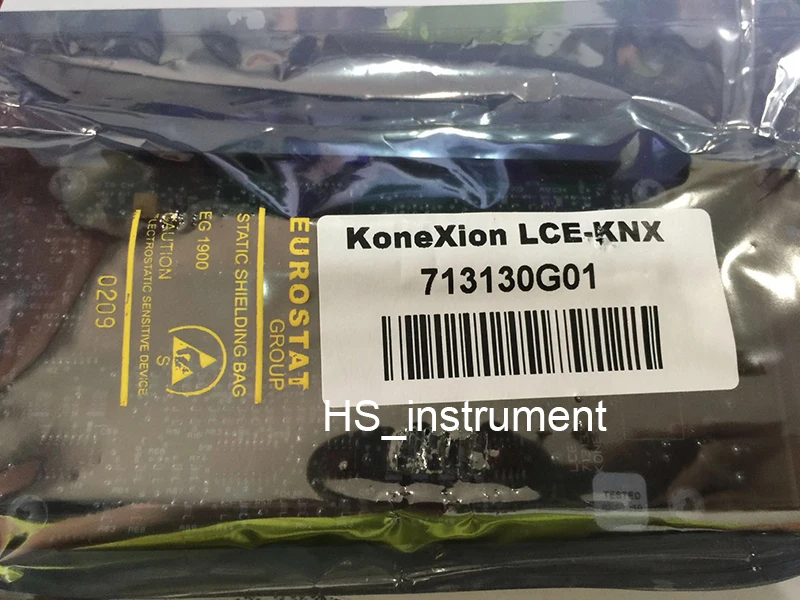 KoneXion LCE-KNX
713130G01
EUROSTAT
GROUP
STATIC SHIELDING BAG
EG 1900
CAUTION
ELECTROSTATIC SENSITIVE DEVICE
S
0209
HS_instrument
TESTED